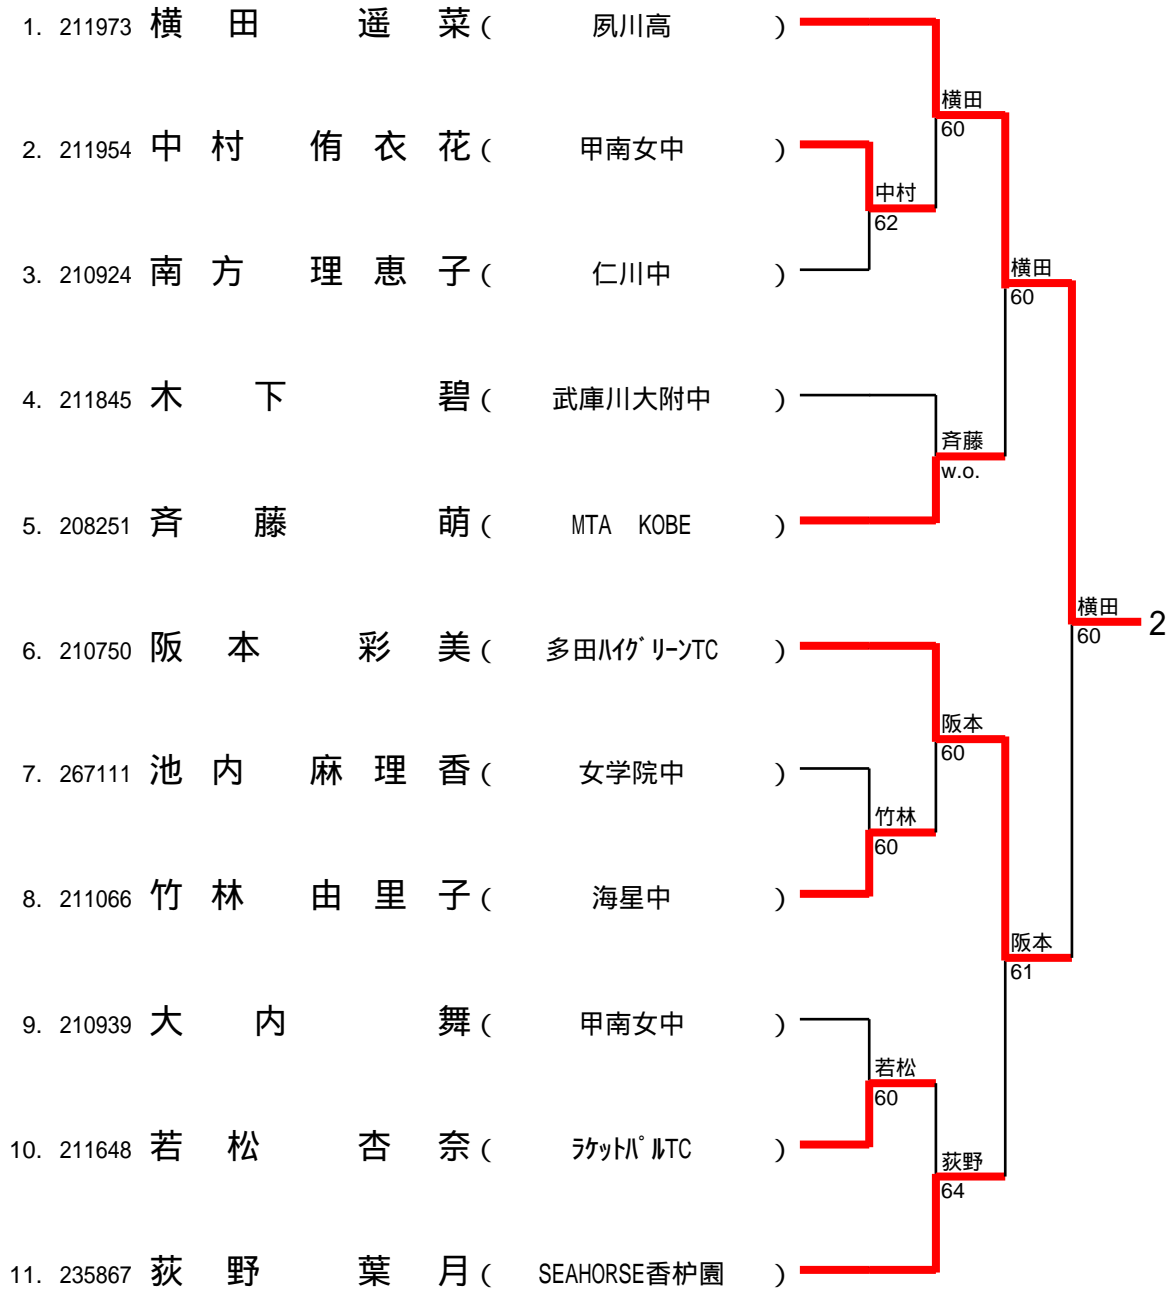 1. 211973 横田 遥菜 ( 夙川高 )
横田
60
2. 211954 中村 侑衣花 ( 甲南女中 )
中村
62
3. 210924 南方 理恵子 ( 仁川中 )
横田
60
4. 211845 木下 碧 ( 武庫川大附中 )
斉藤
w.o.
5. 208251 斉藤 萌 ( MTA KOBE )
横田
60
2
6. 210750 阪本 彩美 ( 多田ﾊｲｸﾞﾘｰﾝTC )
阪本
60
7. 267111 池内 麻理香 ( 女学院中 )
竹林
60
8. 211066 竹林 由里子 ( 海星中 )
阪本
61
9. 210939 大内 舞 ( 甲南女中 )
若松
60
10. 211648 若松 杏奈 ( ﾗｹｯﾄﾊﾟﾙTC )
荻野
64
11. 235867 荻野 葉月 ( SEAHORSE香枦園 )